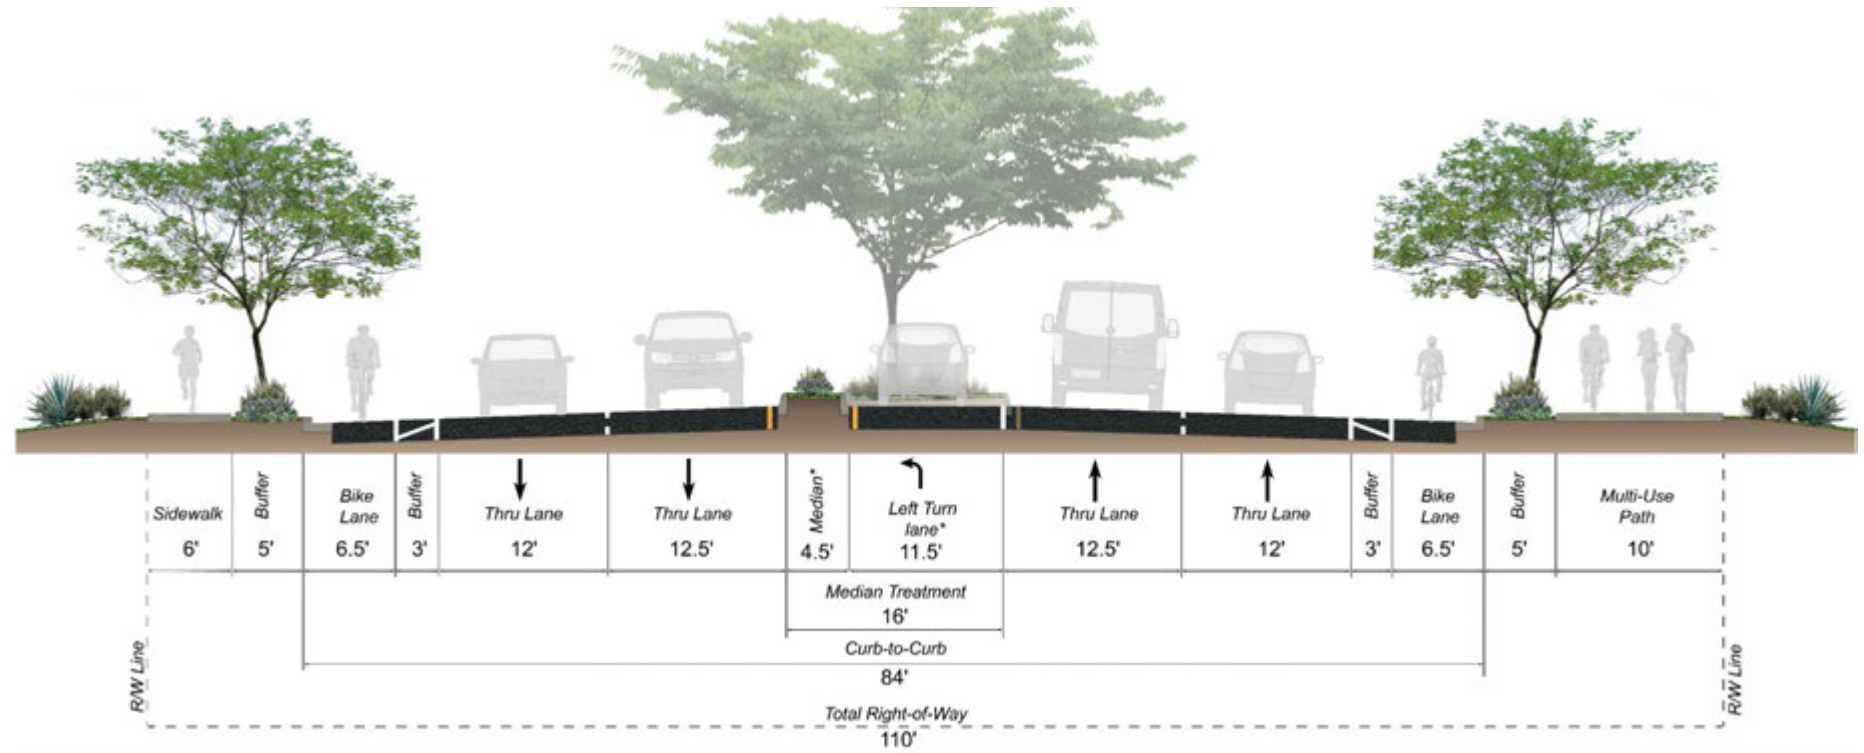 Sidewalk
6'
Buffer
5'
Bike
Lane
6.5'
Buffer
3'
Thru Lane
12'
Thru Lane
12.5'
Median*
4.5'
Left Turn
lane*
11.5'
Thru Lane
12.5'
Thru Lane
12'
Buffer
3'
Bike
Lane
6.5'
Buffer
5'
Multi-Use
Path
10'
Median Treatment
16'
Curb-to-Curb
84'
R/W Line
R/W Line
Total Right-of-Way
110'